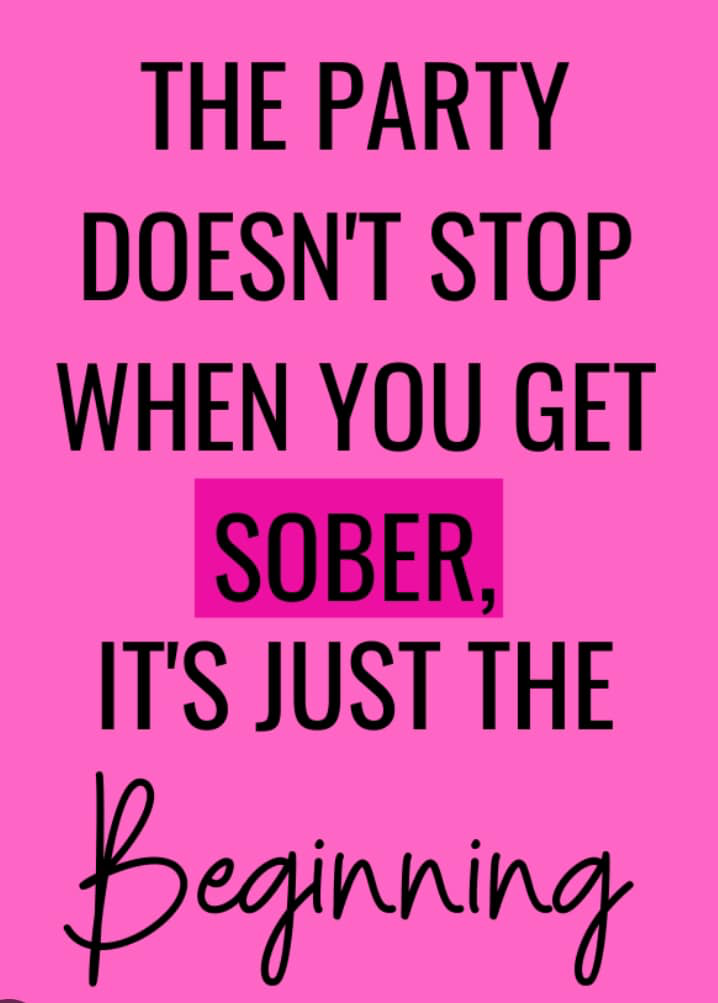 THE PARTY
DOESN'T STOP
WHEN YOU GET
SOBER,
IT'S JUST THE
Beginning